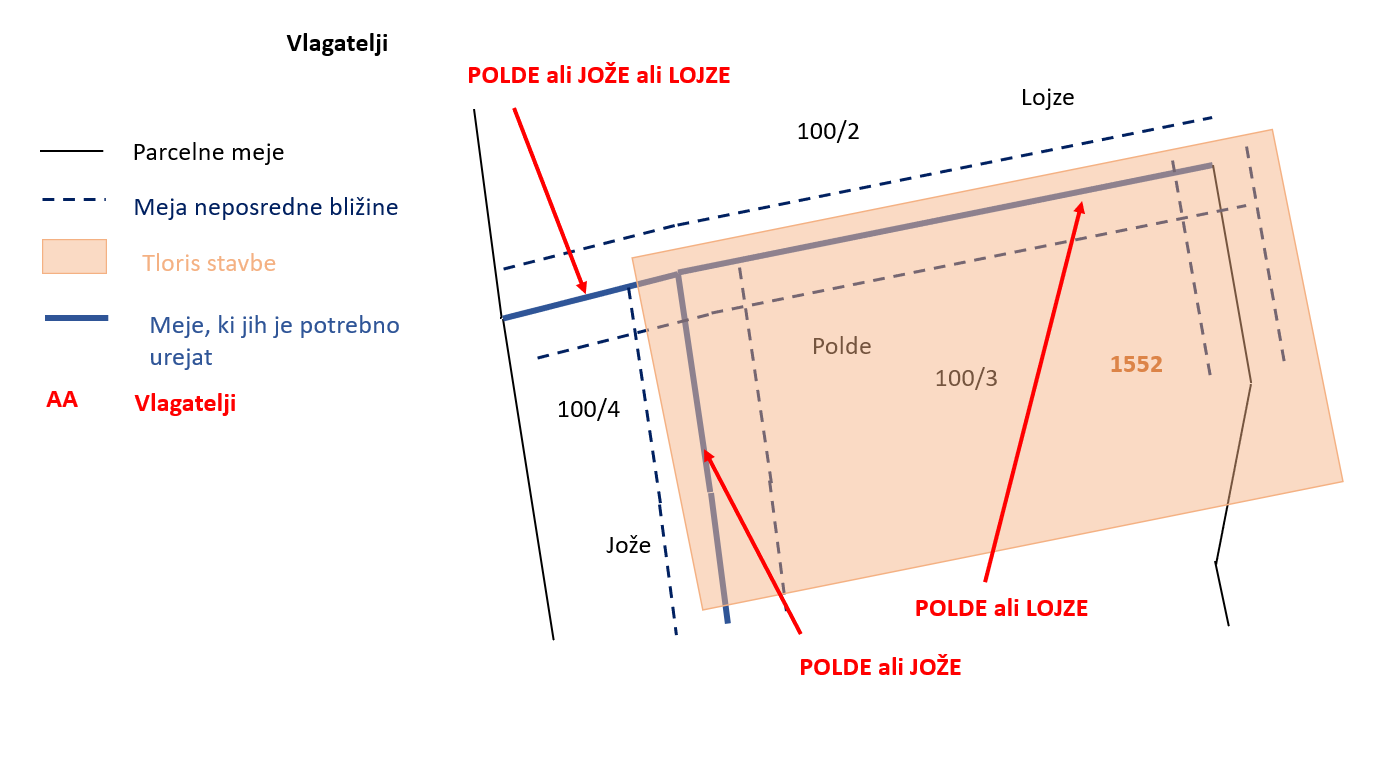 Vlagatelji
POLDE ali JOŽE ali LOJZE
Lojze
100/2
Parcelne meje
Meja neposredne bližine
Tloris stavbe
Meje, ki jih je potrebno
urejat
AA
Vlagatelji
Polde
100/3
1552
100/4
Jože
POLDE ali LOJZE
POLDE ali JOŽE